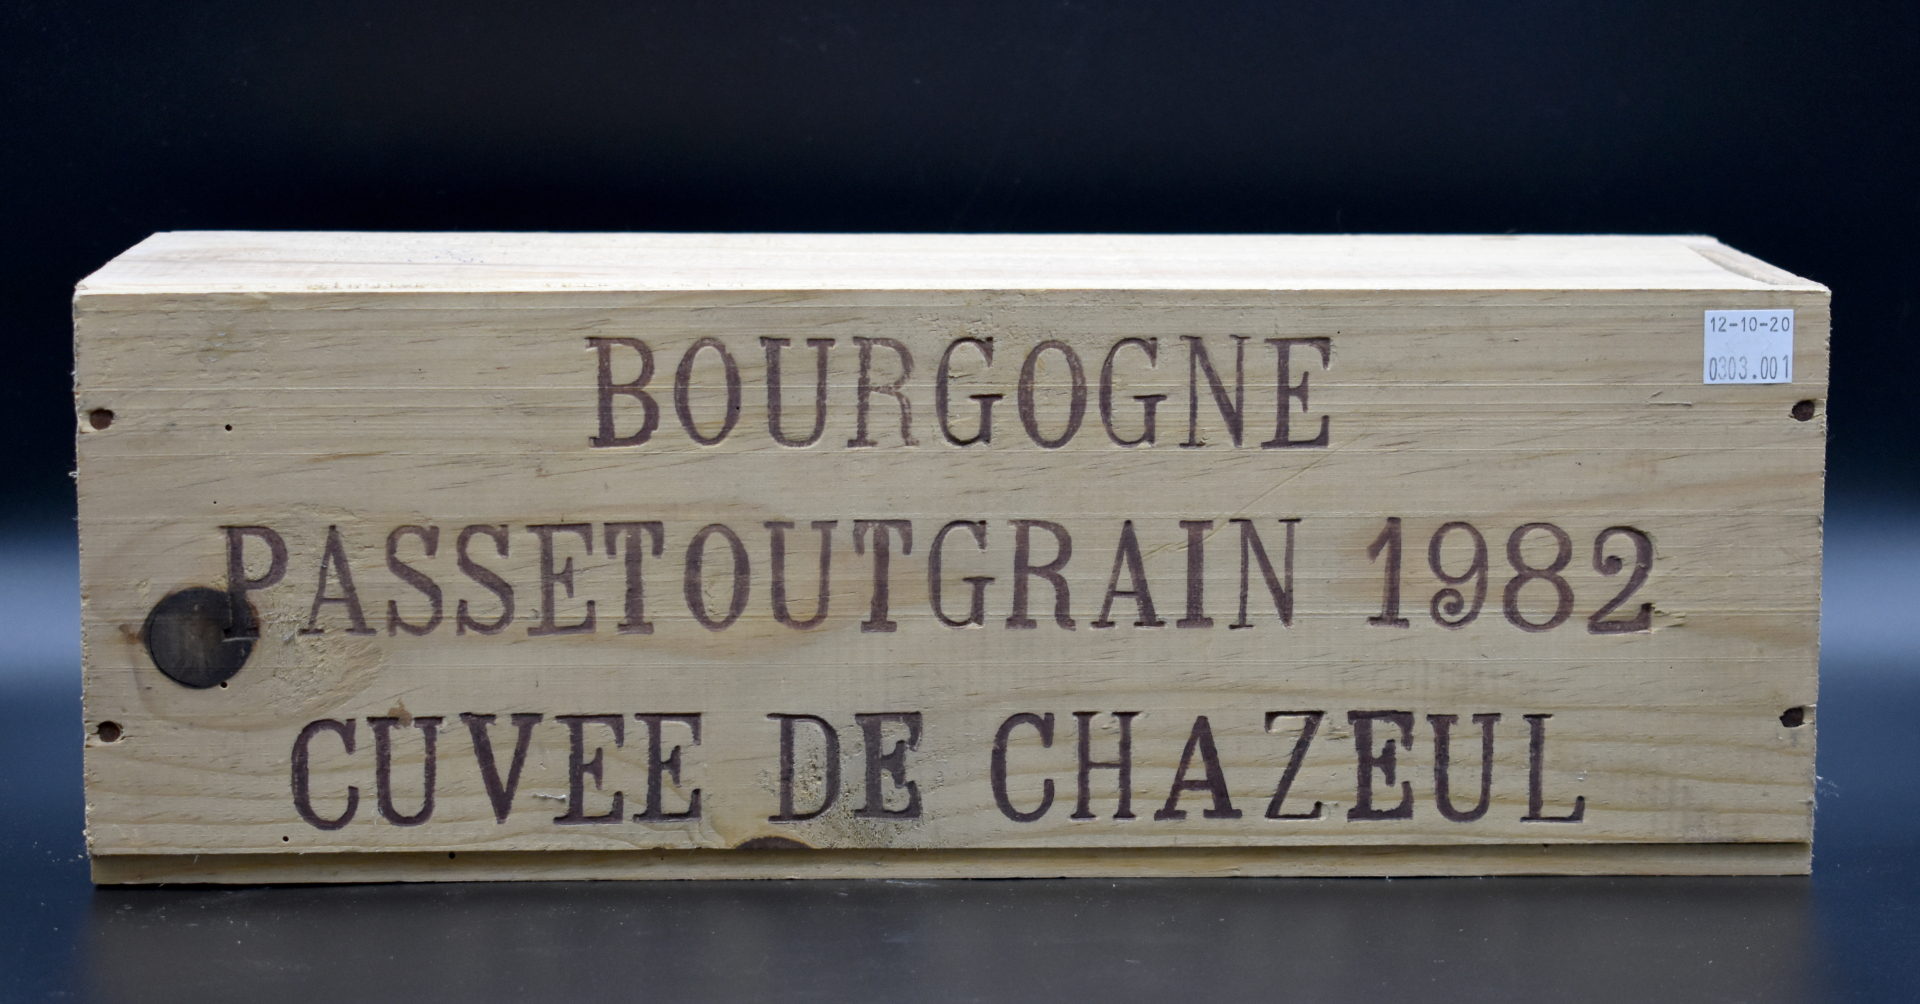 BOURGOGNE
12-10-20
0303.001
PASSETOUTGRAIN 1982
CUVEE DE CHAZEUL